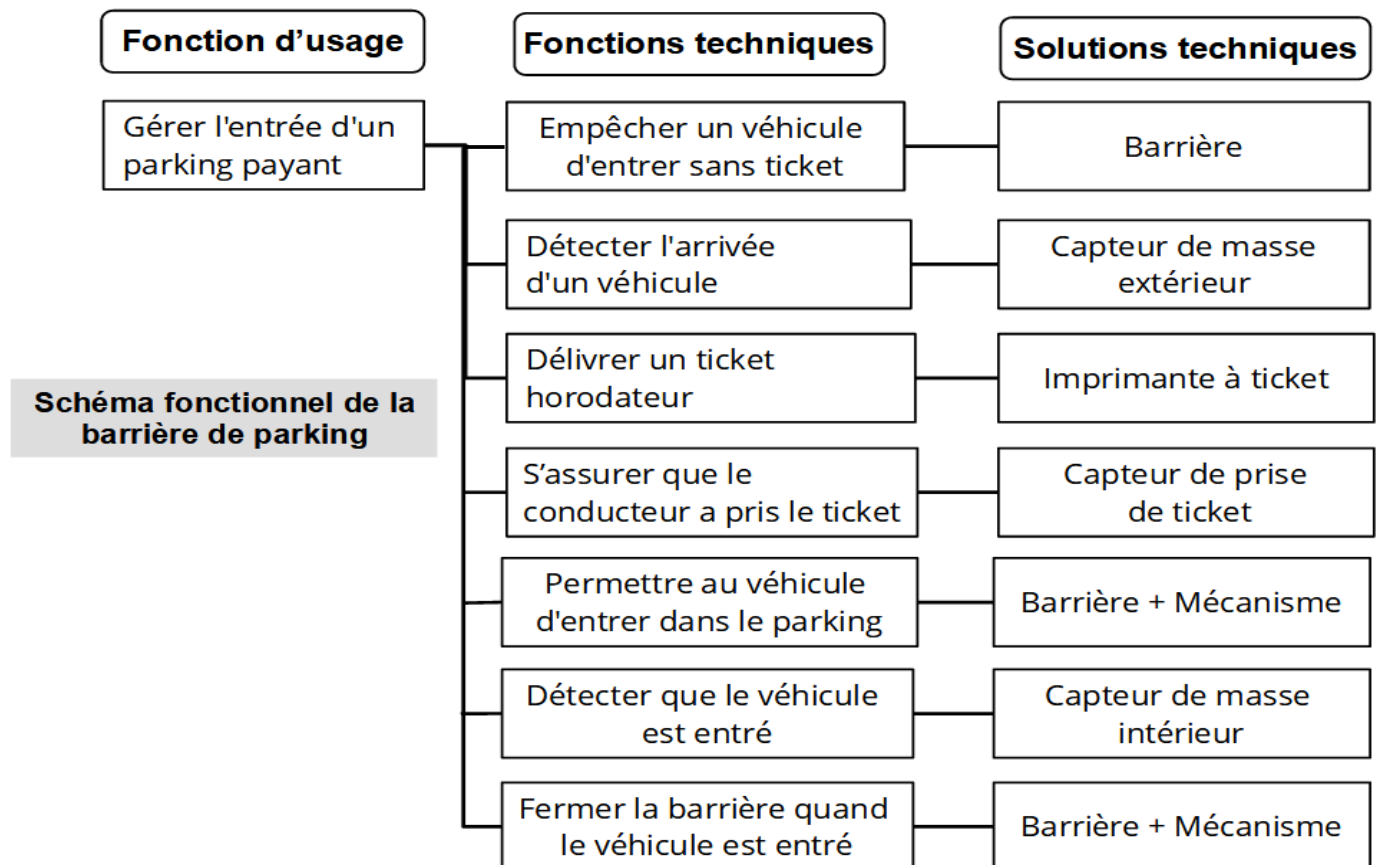 Fonction d’usage
Fonctions techniques
Solutions techniques
Gérer l'entrée d'un
parking payant
Empêcher un véhicule
d'entrer sans ticket
Barrière
Détecter l'arrivée
d'un véhicule
Capteur de masse
extérieur
Délivrer un ticket
horodateur
Imprimante à ticket
Schéma fonctionnel de la
barrière de parking
S’assurer que le
conducteur a pris le ticket
Capteur de prise
de ticket
Permettre au véhicule
d'entrer dans le parking
Barrière + Mécanisme
Détecter que le véhicule
est entré
Capteur de masse
intérieur
Fermer la barrière quand
le véhicule est entré
Barrière + Mécanisme